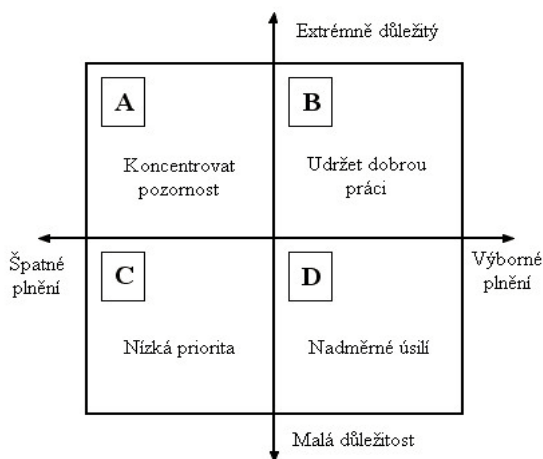 Extrémně důležitý
A
B
Koncentrovat
pozornost
Udržet dobrou
práci
Špatné
plnění
Výborné
plnění
C
D
Nízká priorita
Nadměrné úsilí
Malá důležitost